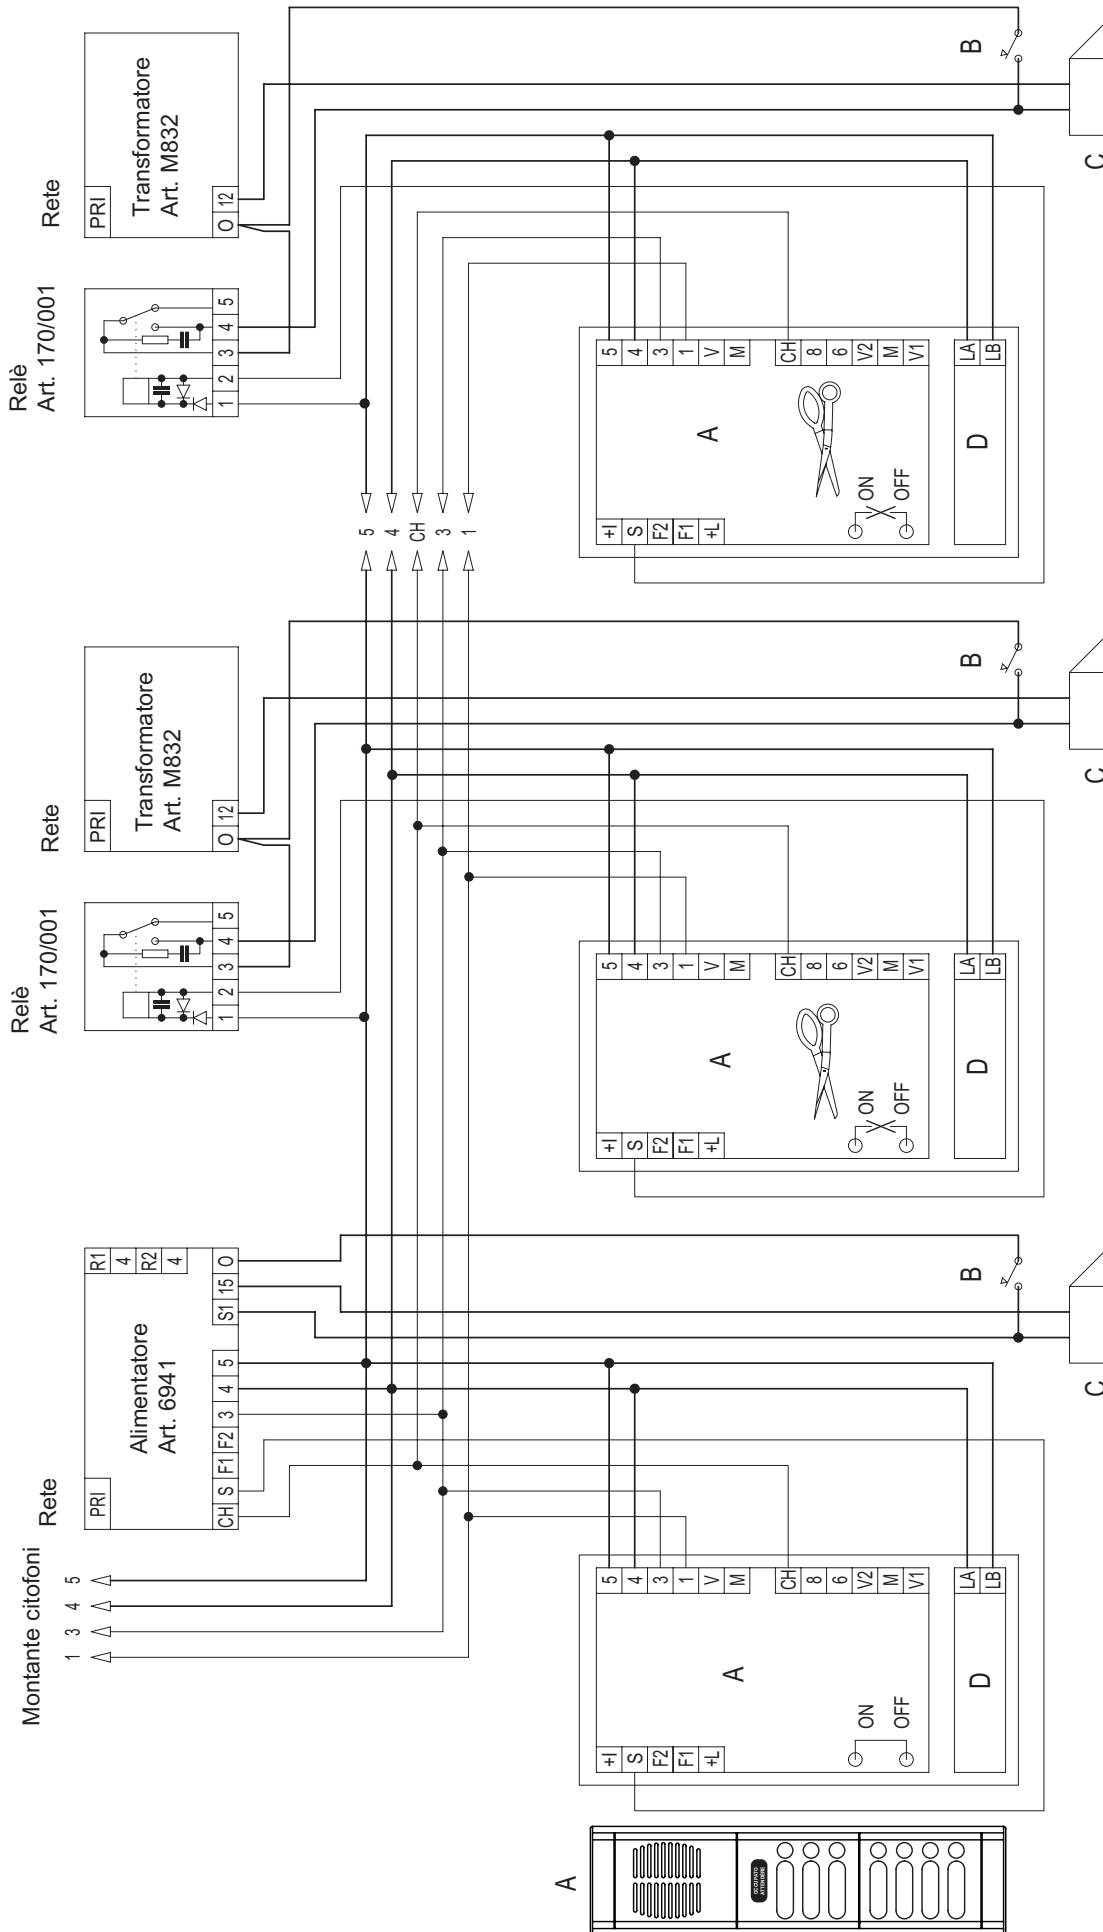 Montante citofoni
1 3 4 5
Rete
PRI
Alimentatore
Art. 6941
R1
4
R2
4
CH S F1 F2 3 4 5 S1 15 O
Relè
Art. 170/001
1 2 3 4 5
Rete
PRI
Transformatore
Art. M832
O 12
Relè
Art. 170/001
1 2 3 4 5
Rete
PRI
Transformatore
Art. M832
O 12
5
4
CH
3
1
A
OCCUPATO
ATTENDERE
+I
S
F2
F1
+L
A
ON
OFF
5
4
3
1
V
M
CH
8
6
V2
M
V1
D
LA
LB
B
C
+I
S
F2
F1
+L
A
ON
OFF
5
4
3
1
V
M
CH
8
6
V2
M
V1
D
LA
LB
B
C
+I
S
F2
F1
+L
A
ON
OFF
5
4
3
1
V
M
CH
8
6
V2
M
V1
D
LA
LB
B
C